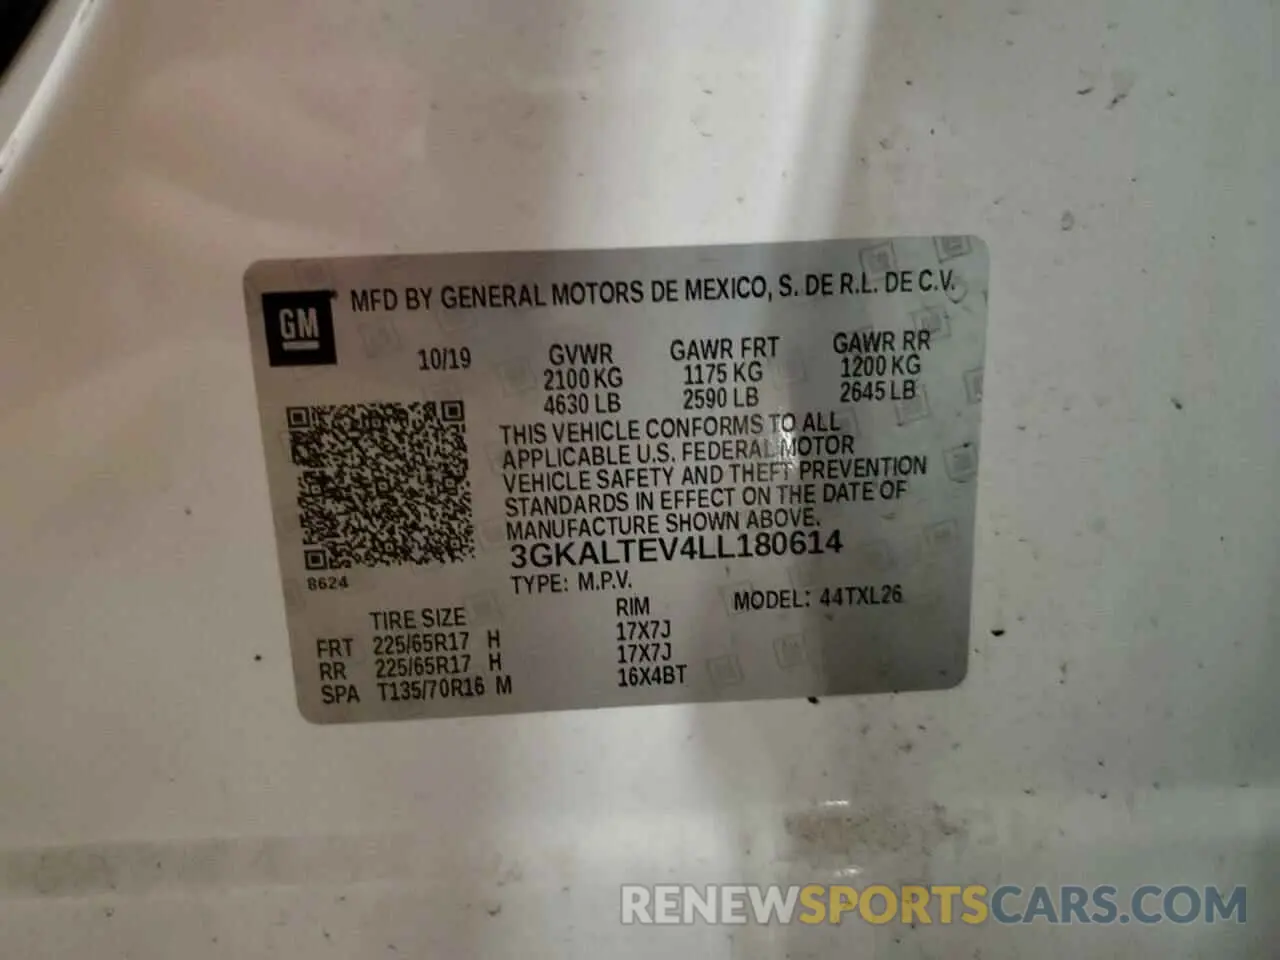 MFD BY GENERAL MOTORS DE MEXICO, S. DE R.L. DE C.V.
GM
10/19 GVWR GAWR FRT GAWR RR
2100 KG 1175 KG 1200 KG
4630 LB 2590 LB 2645 LB
THIS VEHICLE CONFORMS TO ALL
APPLICABLE U.S. FEDERAL MOTOR
VEHICLE SAFETY AND THEFT PREVENTION
STANDARDS IN EFFECT ON THE DATE OF
MANUFACTURE SHOWN ABOVE.
3GKALTEV4LL180614
8624
TYPE: M.P.V. MODEL: 44TXL26
TIRE SIZE RIM
FRT 225/65R17 H 17X7J
RR 225/65R17 H 17X7J
SPA T135/70R16 M 16X4BT
RENEWSPORTSCARS.COM